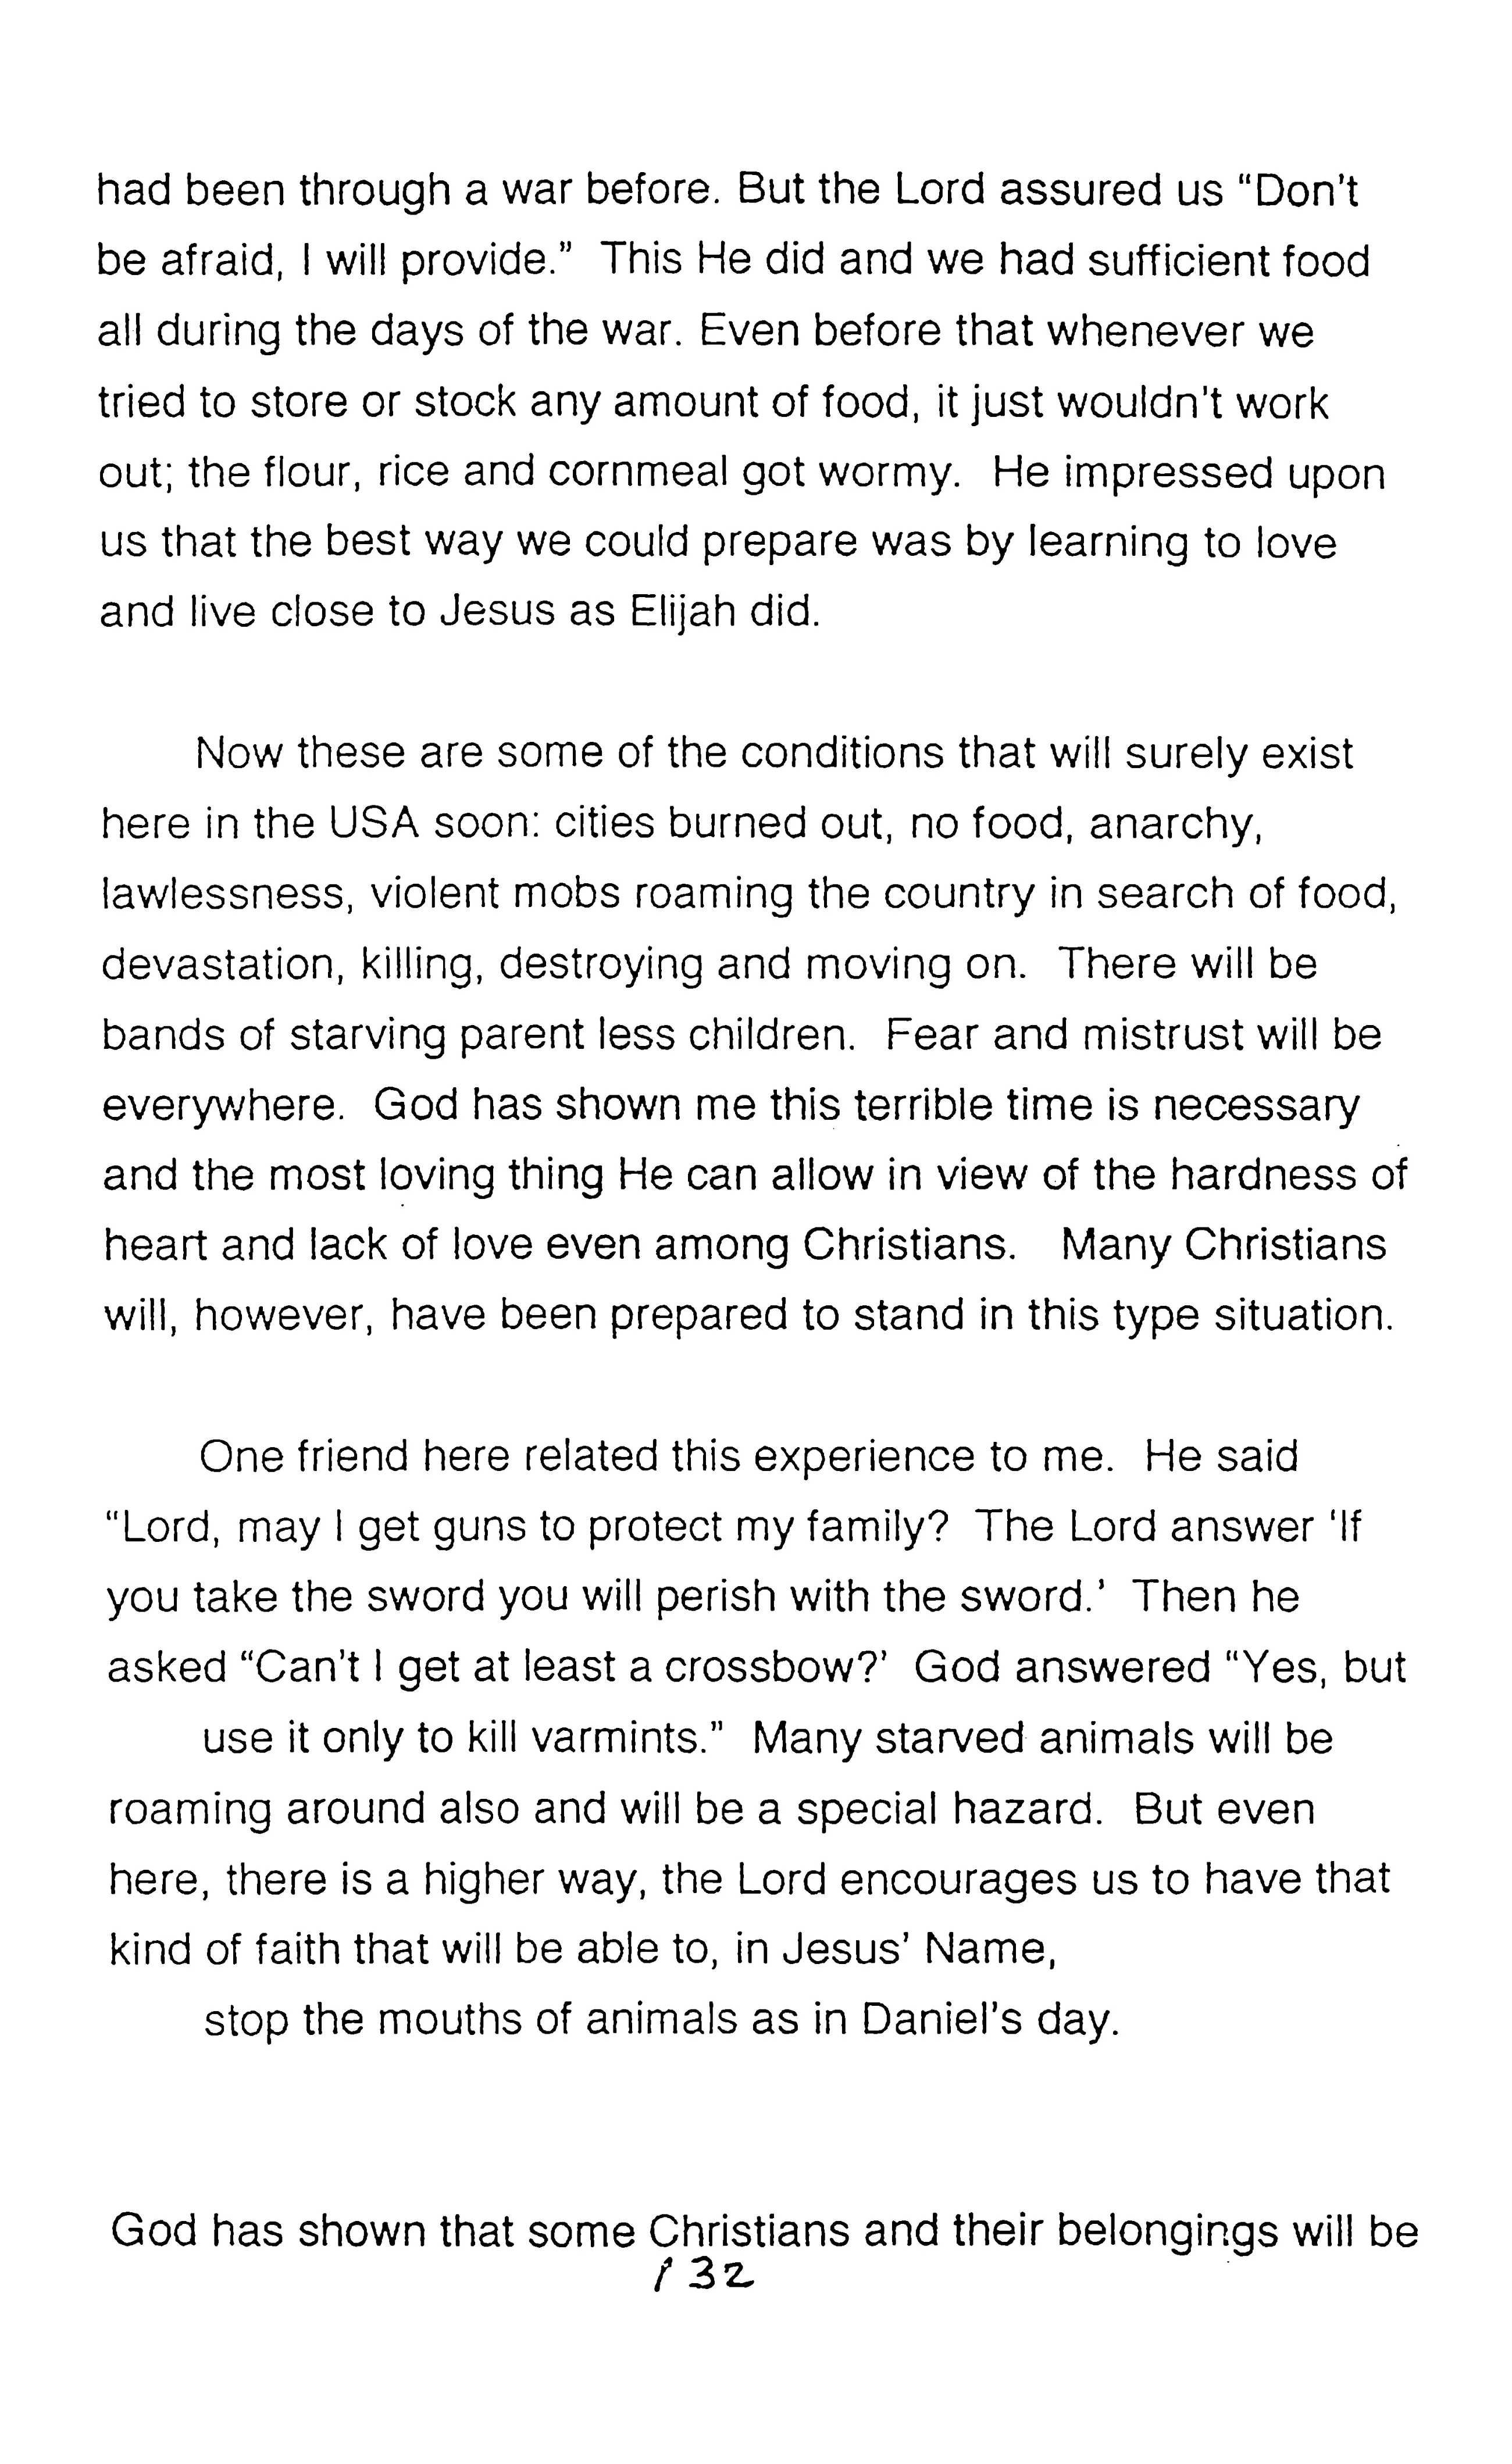 had been through a war before. But the Lord assured us "Don't
be afraid, I will provide."  This He did and we had sufficient food
all during the days of the war. Even before that whenever we
tried to store or stock any amount of food, it just wouldn't work
out; the flour, rice and cornmeal got wormy.  He impressed upon
us that the best way we could prepare was by learning to love
and live close to Jesus as Elijah did.

Now these are some of the conditions that will surely exist
here in the USA soon: cities burned out, no food, anarchy,
lawlessness, violent mobs roaming the country in search of food,
devastation, killing, destroying and moving on.  There will be
bands of starving parent less children.  Fear and mistrust will be
everywhere.  God has shown me this terrible time is necessary
and the most loving thing He can allow in view of the hardness of
heart and lack of love even among Christians.   Many Christians
will, however, have been prepared to stand in this type situation.

One friend here related this experience to me.  He said
"Lord, may I get guns to protect my family?  The Lord answer 'If
you take the sword you will perish with the sword.'  Then he
asked "Can't I get at least a crossbow?'  God answered "Yes, but
use it only to kill varmints."  Many starved animals will be
roaming around also and will be a special hazard.  But even
here, there is a higher way, the Lord encourages us to have that
kind of faith that will be able to, in Jesus' Name,
stop the mouths of animals as in Daniel's day.

God has shown that some Christians and their belongings will be
132